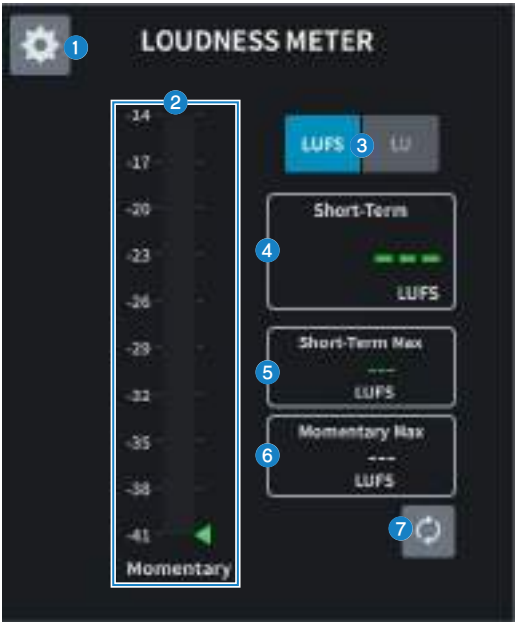 1
LOUDNESS METER
2
-14
-17
-20
-23
-26
-29
-32
-35
-38
-41
Momentary
LUFS 3 LU
Short-Term
4
---
LUFS
Short-Term Max
5
---
LUFS
Momentary Max
6
---
LUFS
7